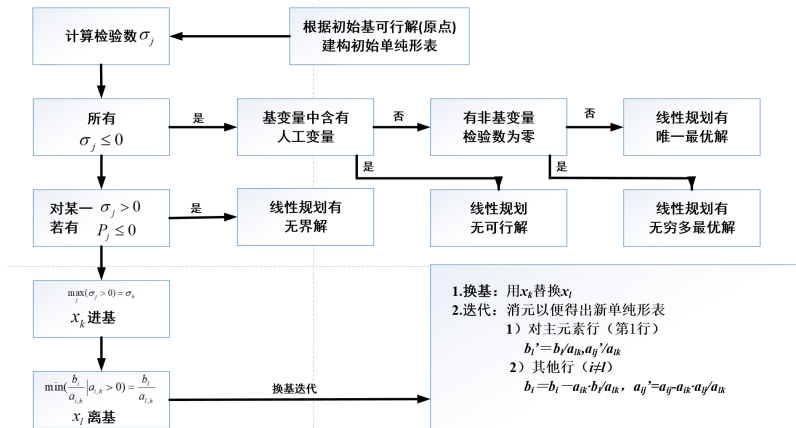 计算检验数σj
根据初始基可行解(原点)
建构初始单纯形表
所有
σj ≤ 0
是
基变量中含有
人工变量
否
有非基变量
检验数为零
否
线性规划有
唯一最优解
是
是
对某一 σj > 0
若有 Pj ≤ 0
是
线性规划有
无界解
线性规划
无可行解
线性规划有
无穷多最优解
max(σj > 0) = σk
j
xk 进基
min(bi/ai,k | ai,k > 0) = bl/al,k
xl 离基
换基迭代
1.换基：用xk替换xl
2.迭代：消元以便得出新单纯形表
1）对主元素行（第1行）
bl’=bl/alk,alj’/alk
2）其他行（i≠l）
bi=bi－aik·bl/alk，aij’=aij-aik·alj/alk